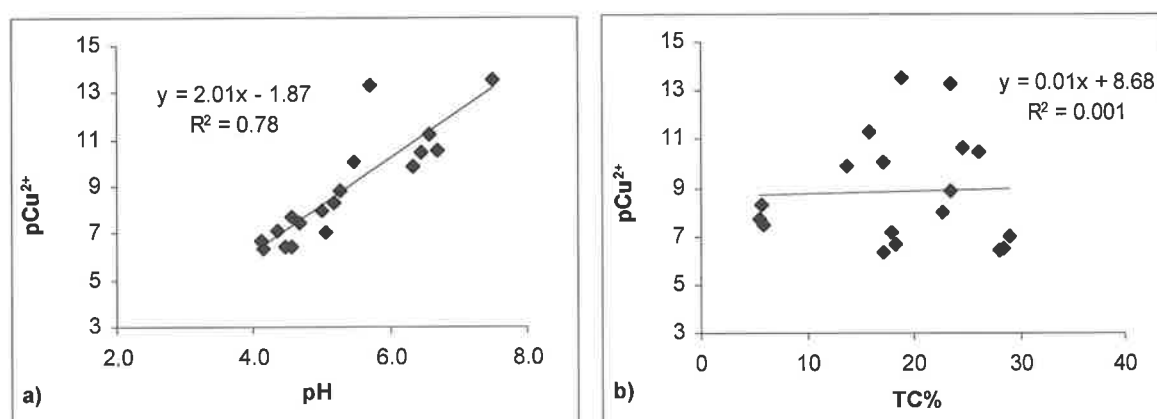 15
13
11
9
7
5
3
pCu²⁺
y = 2.01x - 1.87
R² = 0.78
2.0 4.0 6.0 8.0
pH
a)
15
13
11
9
7
5
3
pCu²⁺
y = 0.01x + 8.68
R² = 0.001
0 10 20 30 40
TC%
b)